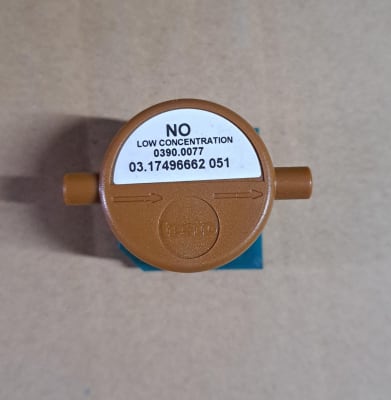 NO
LOW CONCENTRATION
0390.0077
03.17496662 051